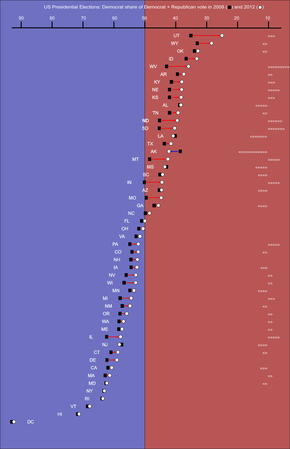 US Presidential Elections: Democrat share of Democrat + Republican vote in 2008 and 2012
90 80 70 60 50 40 30 20 10
UT
WY
OK
ID
WV
AR
KY
NE
KS
AL
TN
ND
SD
LA
TX
AK
MT
MS
SC
IN
AZ
MO
GA
NC
FL
OH
VA
PA
CO
NH
IA
NV
WI
MN
MI
NM
OR
WA
ME
IL
NJ
CT
DE
CA
MA
MD
NY
RI
VT
HI
DC